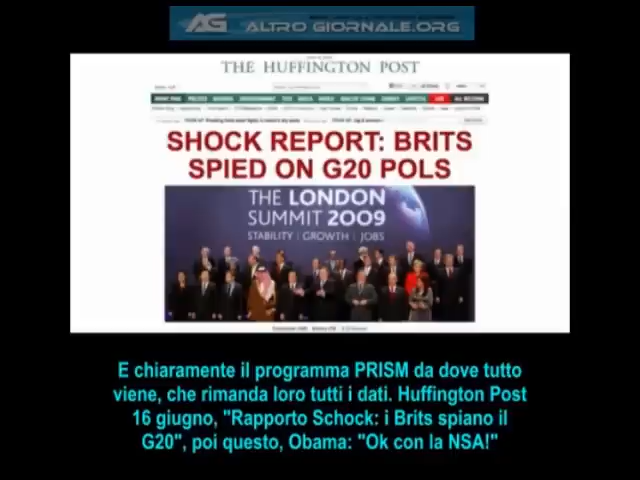 AG ALTRO GIORNALE.ORG
THE HUFFINGTON POST
SHOCK REPORT: BRITS
SPIED ON G20 POLS
THE LONDON
SUMMIT 2009
STABILITY | GROWTH | JOBS
E chiaramente il programma PRISM da dove tutto
viene, che rimanda loro tutti i dati. Huffington Post
16 giugno, "Rapporto Schock: i Brits spiano il
G20", poi questo, Obama: "Ok con la NSA!"